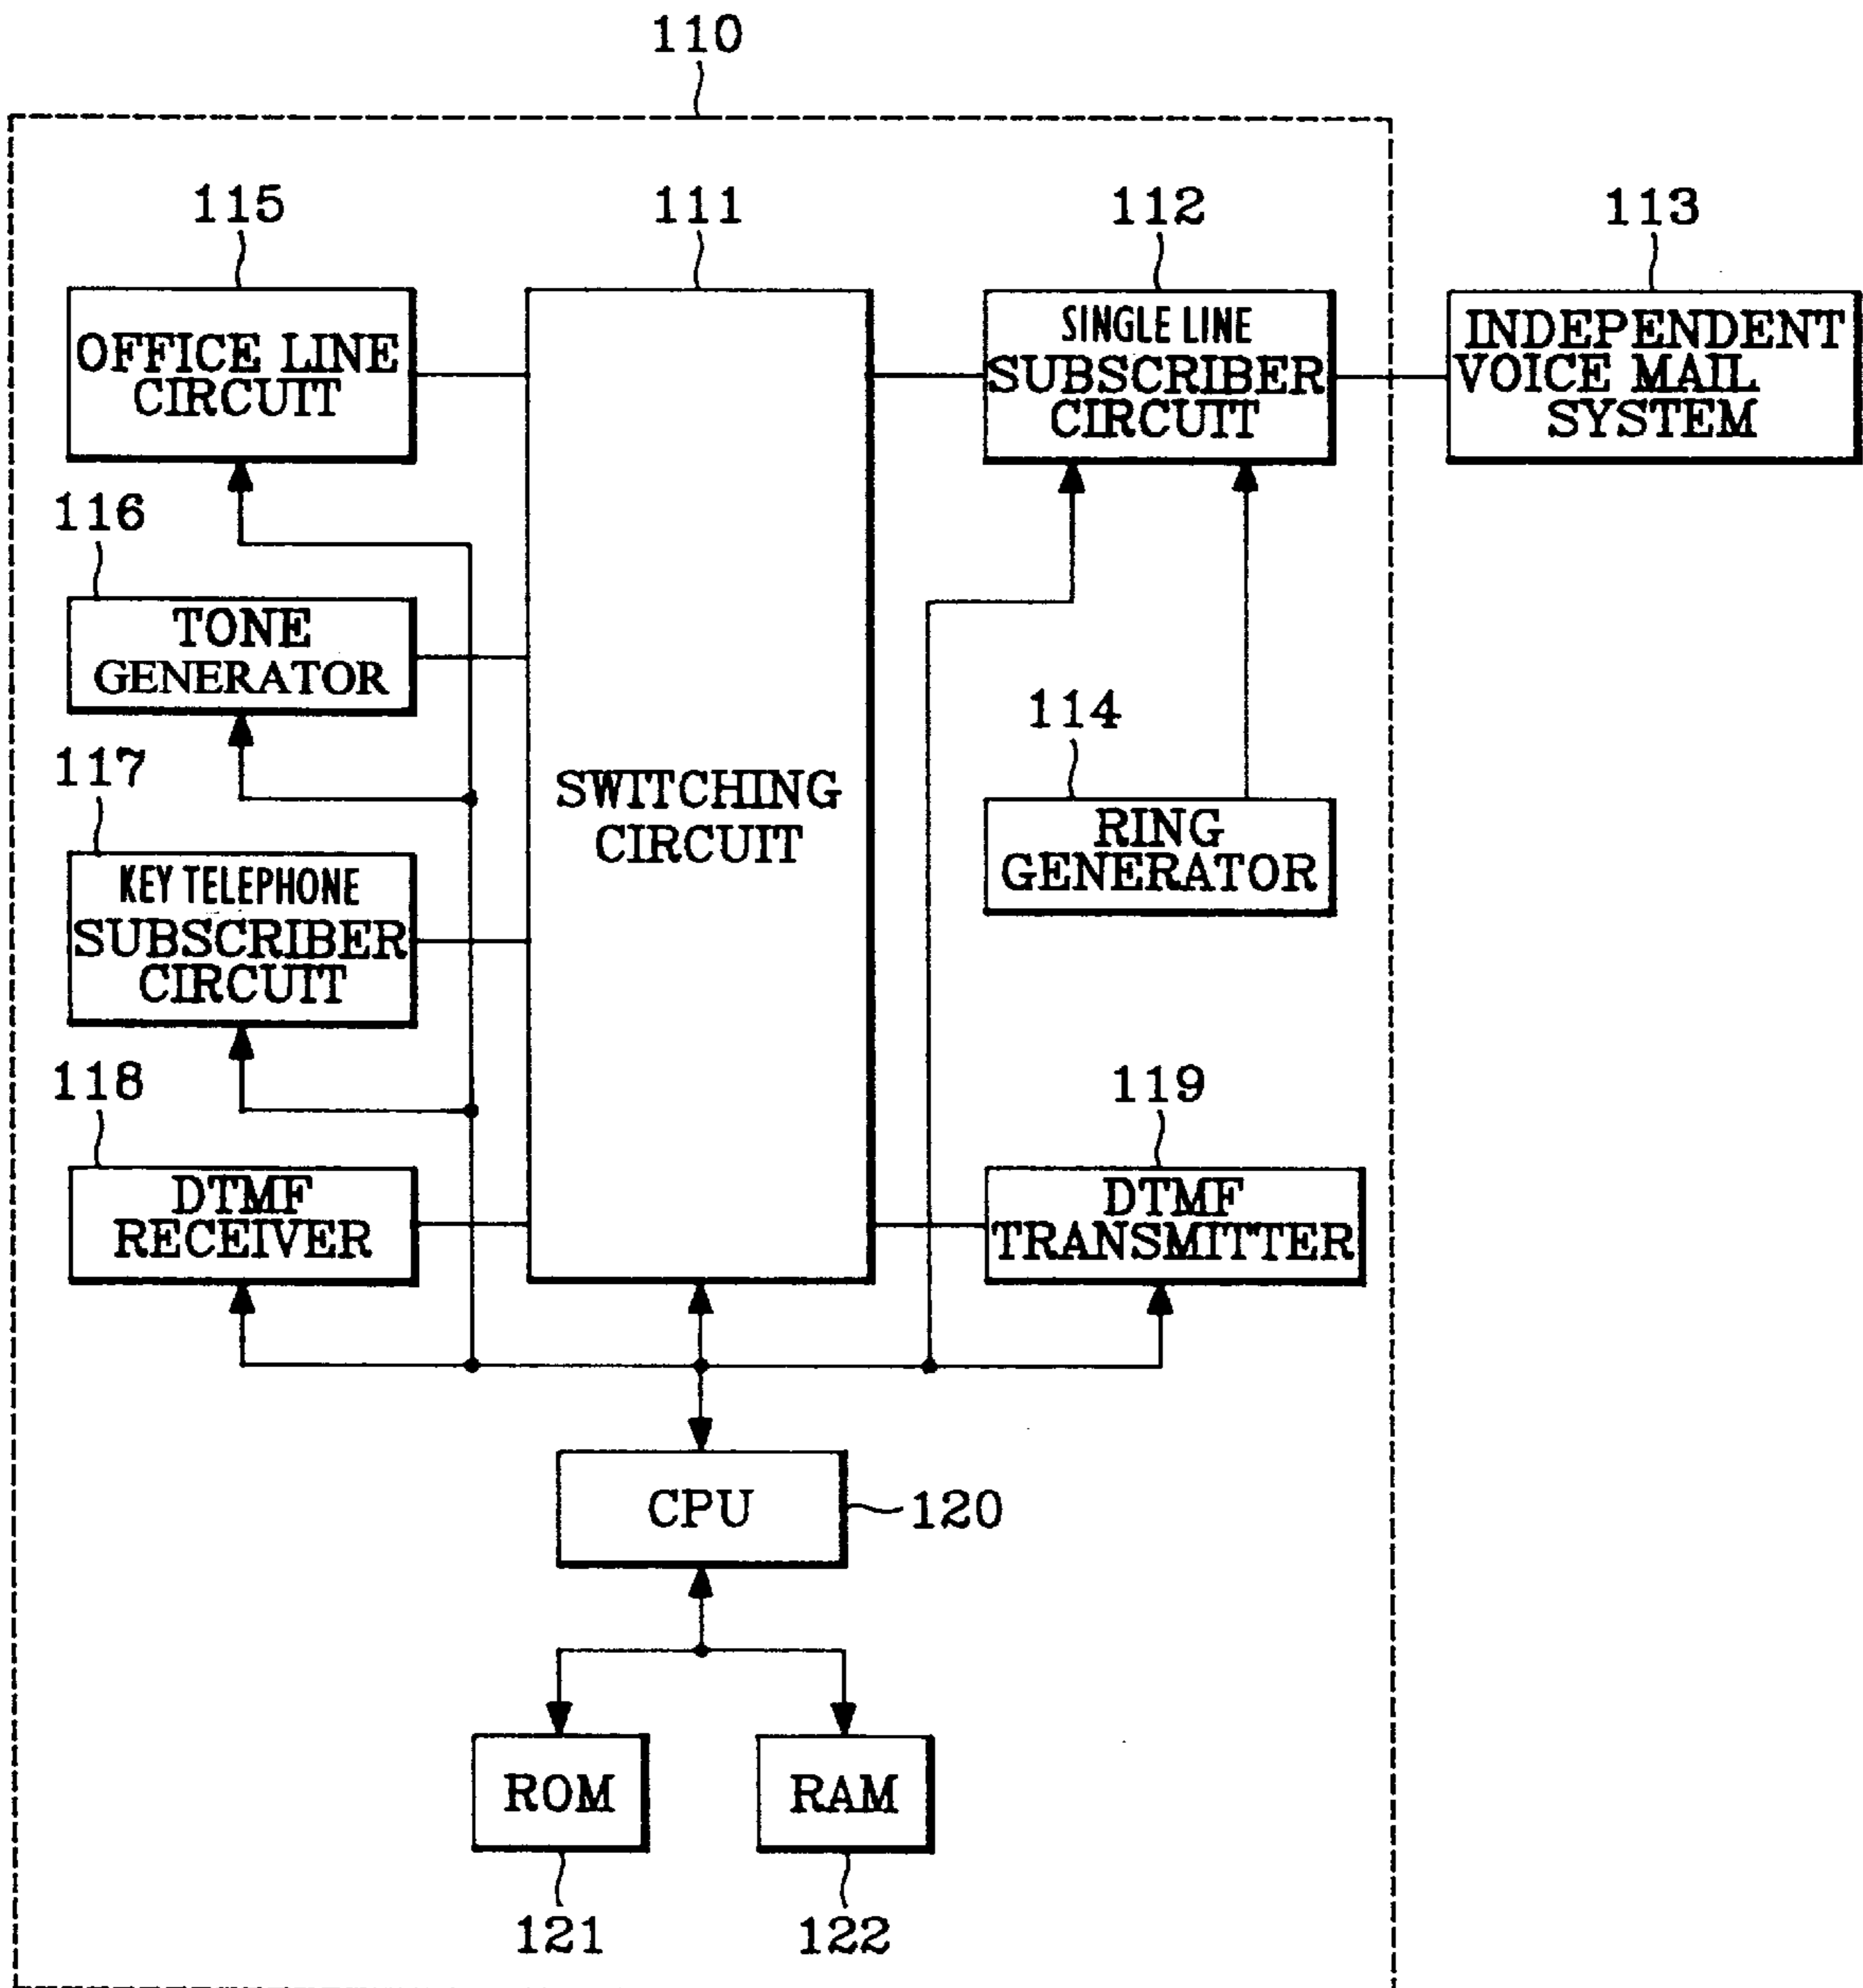 110
115
111
112
113
OFFICE LINE
CIRCUIT
SINGLE LINE
SUBSCRIBER
CIRCUIT
INDEPENDENT
VOICE MAIL
SYSTEM
116
TONE
GENERATOR
114
RING
GENERATOR
SWITCHING
CIRCUIT
117
KEY TELEPHONE
SUBSCRIBER
CIRCUIT
118
DTMF
RECEIVER
119
DTMF
TRANSMITTER
CPU
120
ROM
RAM
121
122